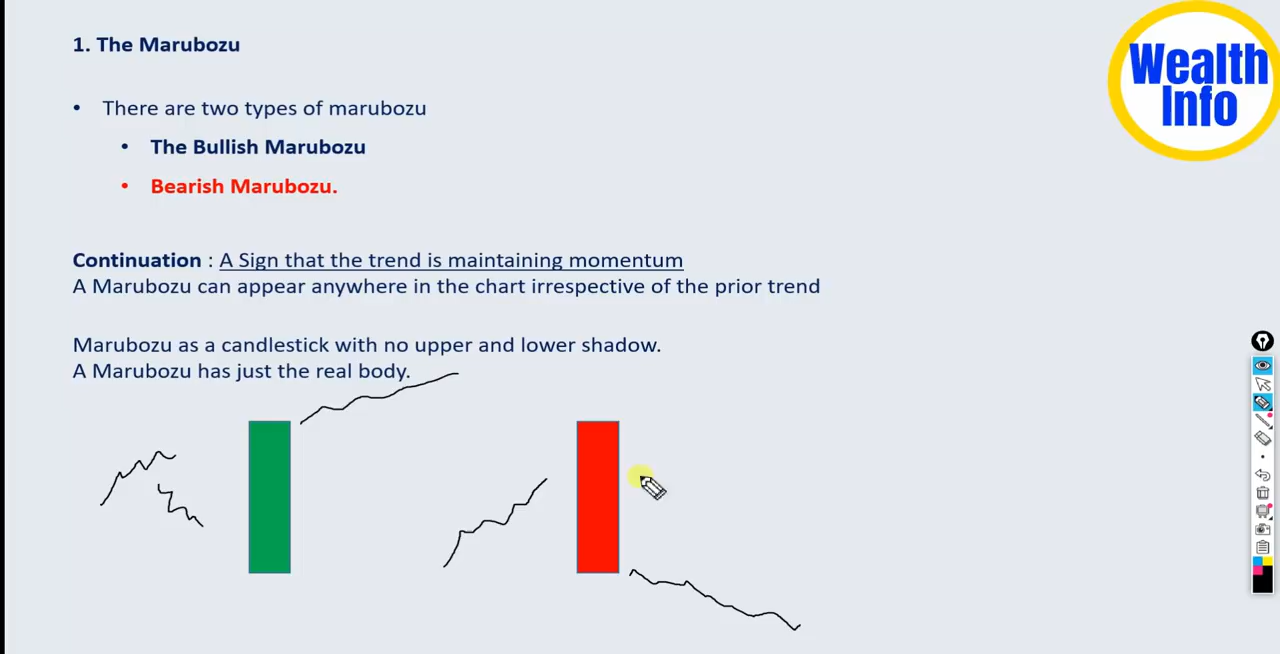 1. The Marubozu
Wealth
Info
• There are two types of marubozu
• The Bullish Marubozu
• Bearish Marubozu.
Continuation : A Sign that the trend is maintaining momentum
A Marubozu can appear anywhere in the chart irrespective of the prior trend
Marubozu as a candlestick with no upper and lower shadow.
A Marubozu has just the real body.